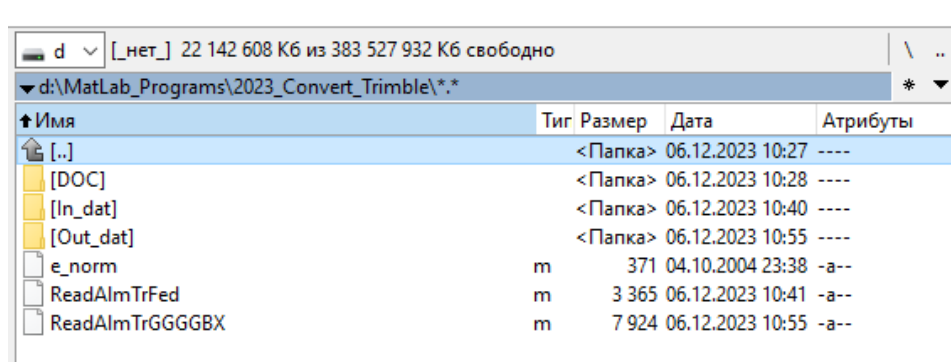 d [_нет_] 22 142 608 Кб из 383 527 932 Кб свободно \ ..
d:\MatLab_Programs\2023_Convert_Trimble\*.* * ▼
Имя Тип Размер Дата Атрибуты
[..] <Папка> 06.12.2023 10:27 ----
[DOC] <Папка> 06.12.2023 10:28 ----
[In_dat] <Папка> 06.12.2023 10:40 ----
[Out_dat] <Папка> 06.12.2023 10:55 ----
e_norm m 371 04.10.2004 23:38 -a--
ReadAlmTrFed m 3 365 06.12.2023 10:41 -a--
ReadAlmTrGGGGBX m 7 924 06.12.2023 10:55 -a--